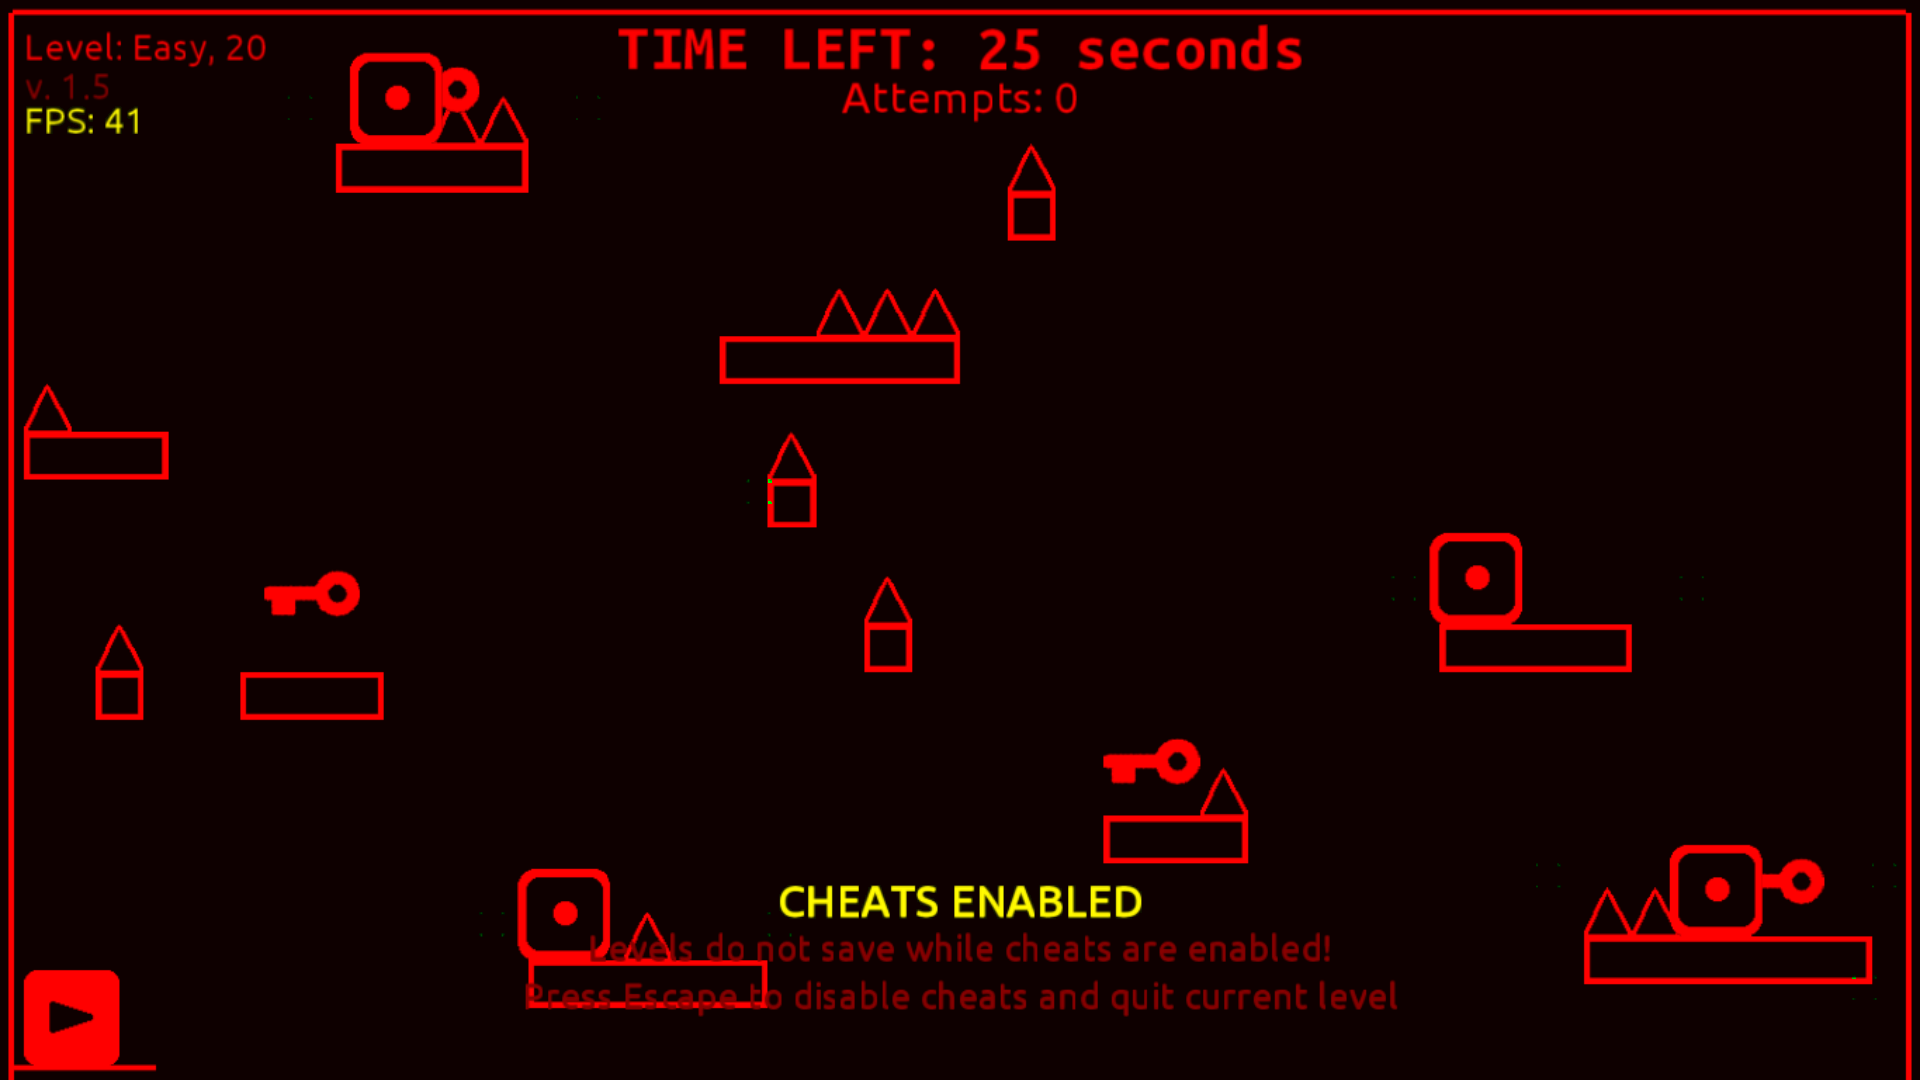 Level: Easy, 20
v. 1.5
FPS: 41
TIME LEFT: 25 seconds
Attempts: 0
CHEATS ENABLED
Levels do not save while cheats are enabled!
Press Escape to disable cheats and quit current level